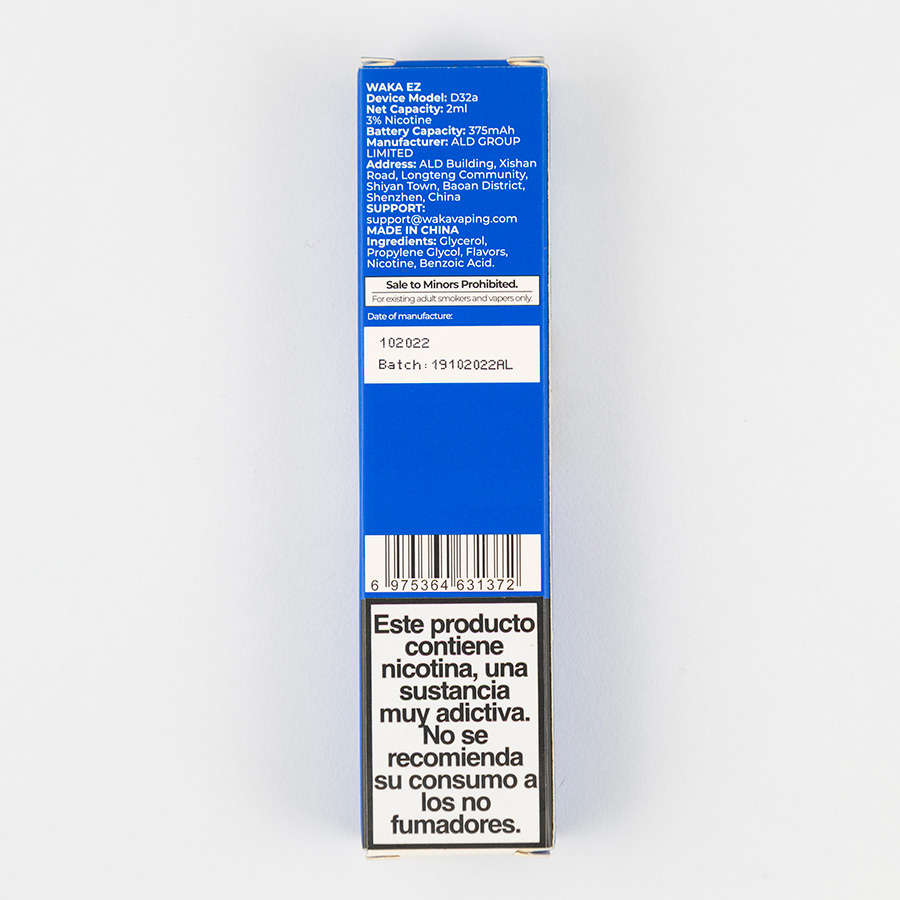 WAKA EZ
Device Model: D32a
Net Capacity: 2ml
3% Nicotine
Battery Capacity: 375mAh
Manufacturer: ALD GROUP
LIMITED
Address: ALD Building, Xishan
Road, Longteng Community,
Shiyan Town, Baoan District,
Shenzhen, China
SUPPORT:
support@wakavaping.com
MADE IN CHINA
Ingredients: Glycerol,
Propylene Glycol, Flavors,
Nicotine, Benzoic Acid.
Sale to Minors Prohibited.
For existing adult smokers and vapers only.
Date of manufacture:
102022
Batch:19102022AL
6 975364 631372
Este producto
contiene
nicotina, una
sustancia
muy adictiva.
No se
recomienda
su consumo a
los no
fumadores.